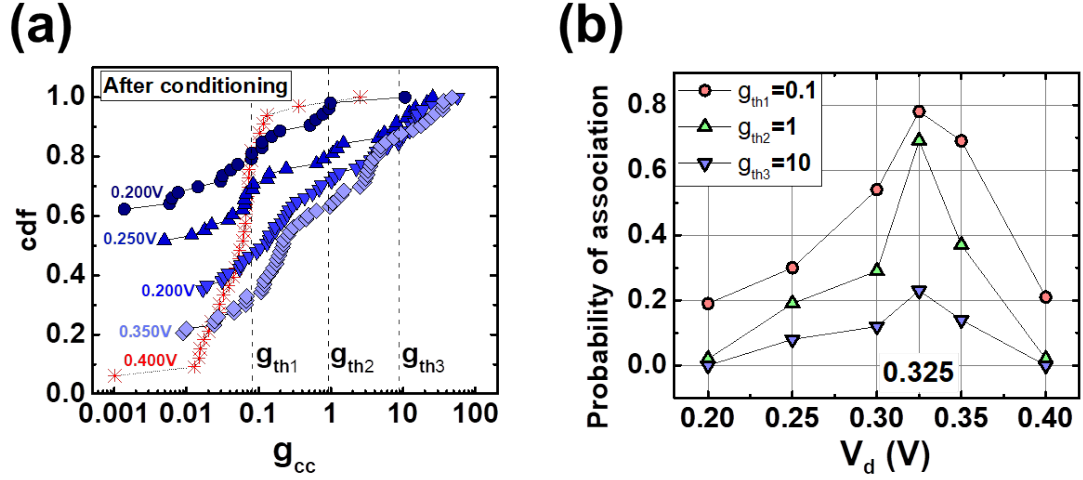 (a)
After conditioning
cdf
1.0
0.8
0.6
0.4
0.2
0.0
0.200V
0.250V
0.200V
0.350V
0.400V
gth1
gth2
gth3
0.001
0.01
0.1
1
10
100
gcc
(b)
Probability of association
0.8
0.6
0.4
0.2
0.0
gth1=0.1
gth2=1
gth3=10
0.325
0.20
0.25
0.30
0.35
0.40
Vd (V)